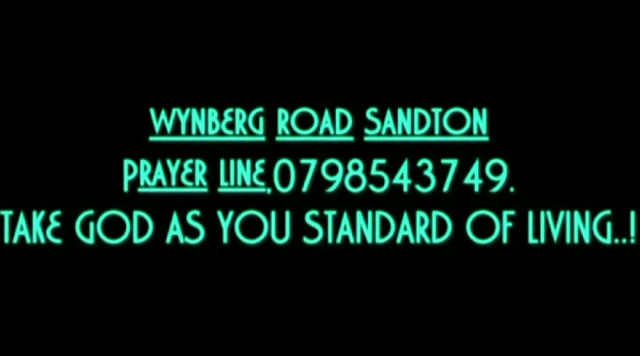 WYNBERG ROAD SANDTON
PRAYER LINE,0798543749.
TAKE GOD AS YOU STANDARD OF LIVING..!